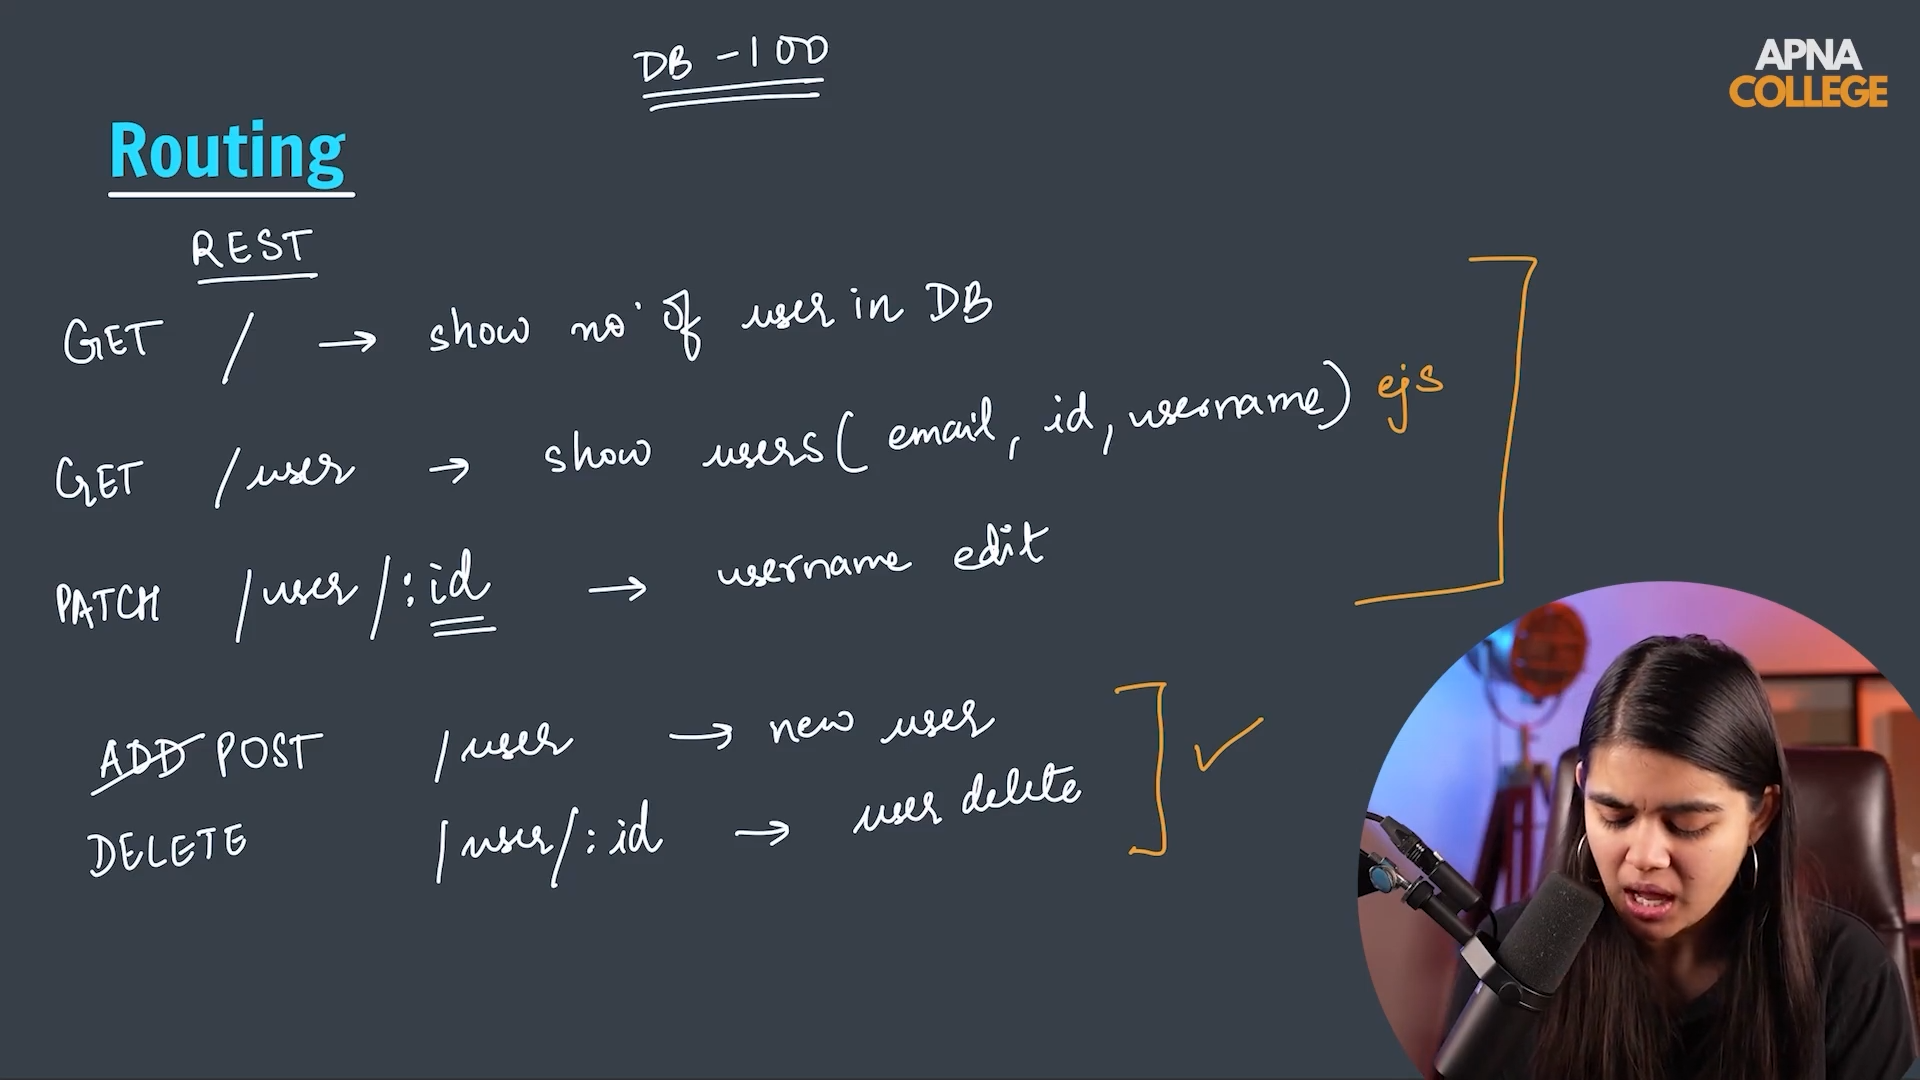 DB - 100
APNA
COLLEGE
Routing
REST
GET / → show no. of user in DB
GET /user → show users (email, id, username) ejs
PATCH /user/:id → username edit
ADD POST /user → new user
DELETE /user/:id → user delete